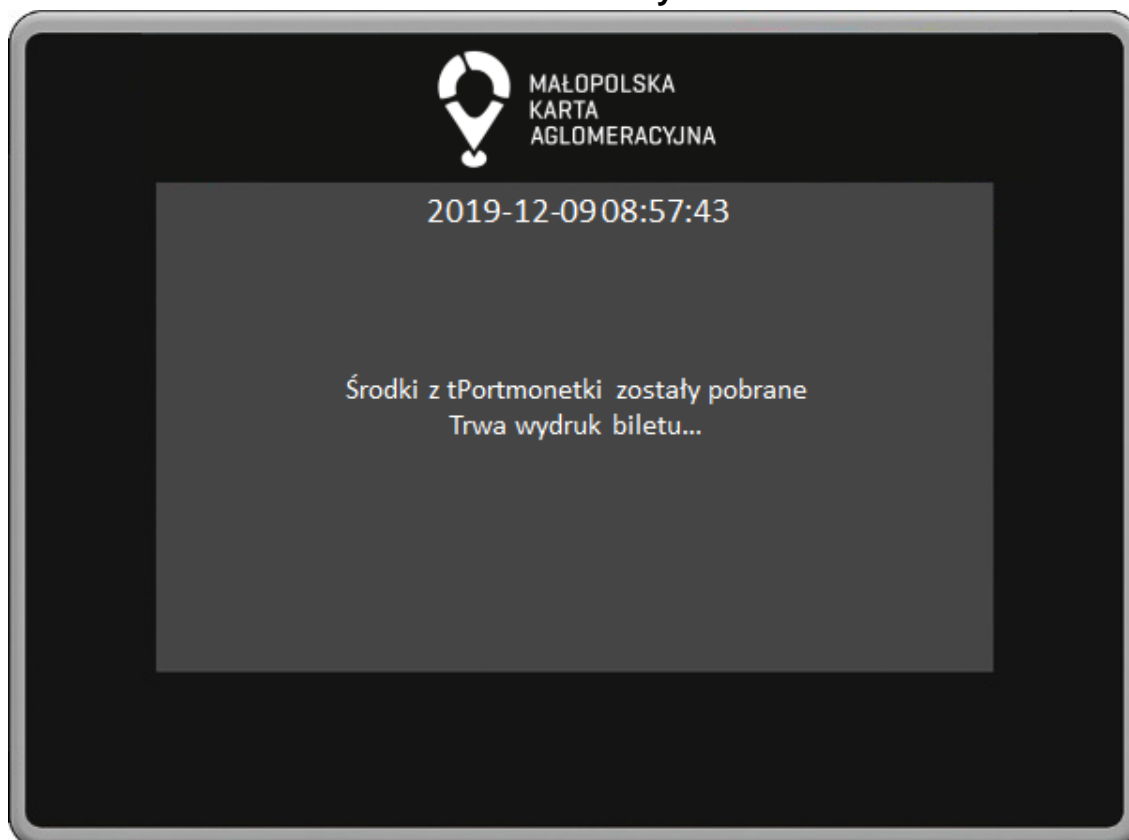 MAŁOPOLSKA
KARTA
AGLOMERACYJNA
2019-12-09 08:57:43
Środki z tPortmonetki zostały pobrane
Trwa wydruk biletu...